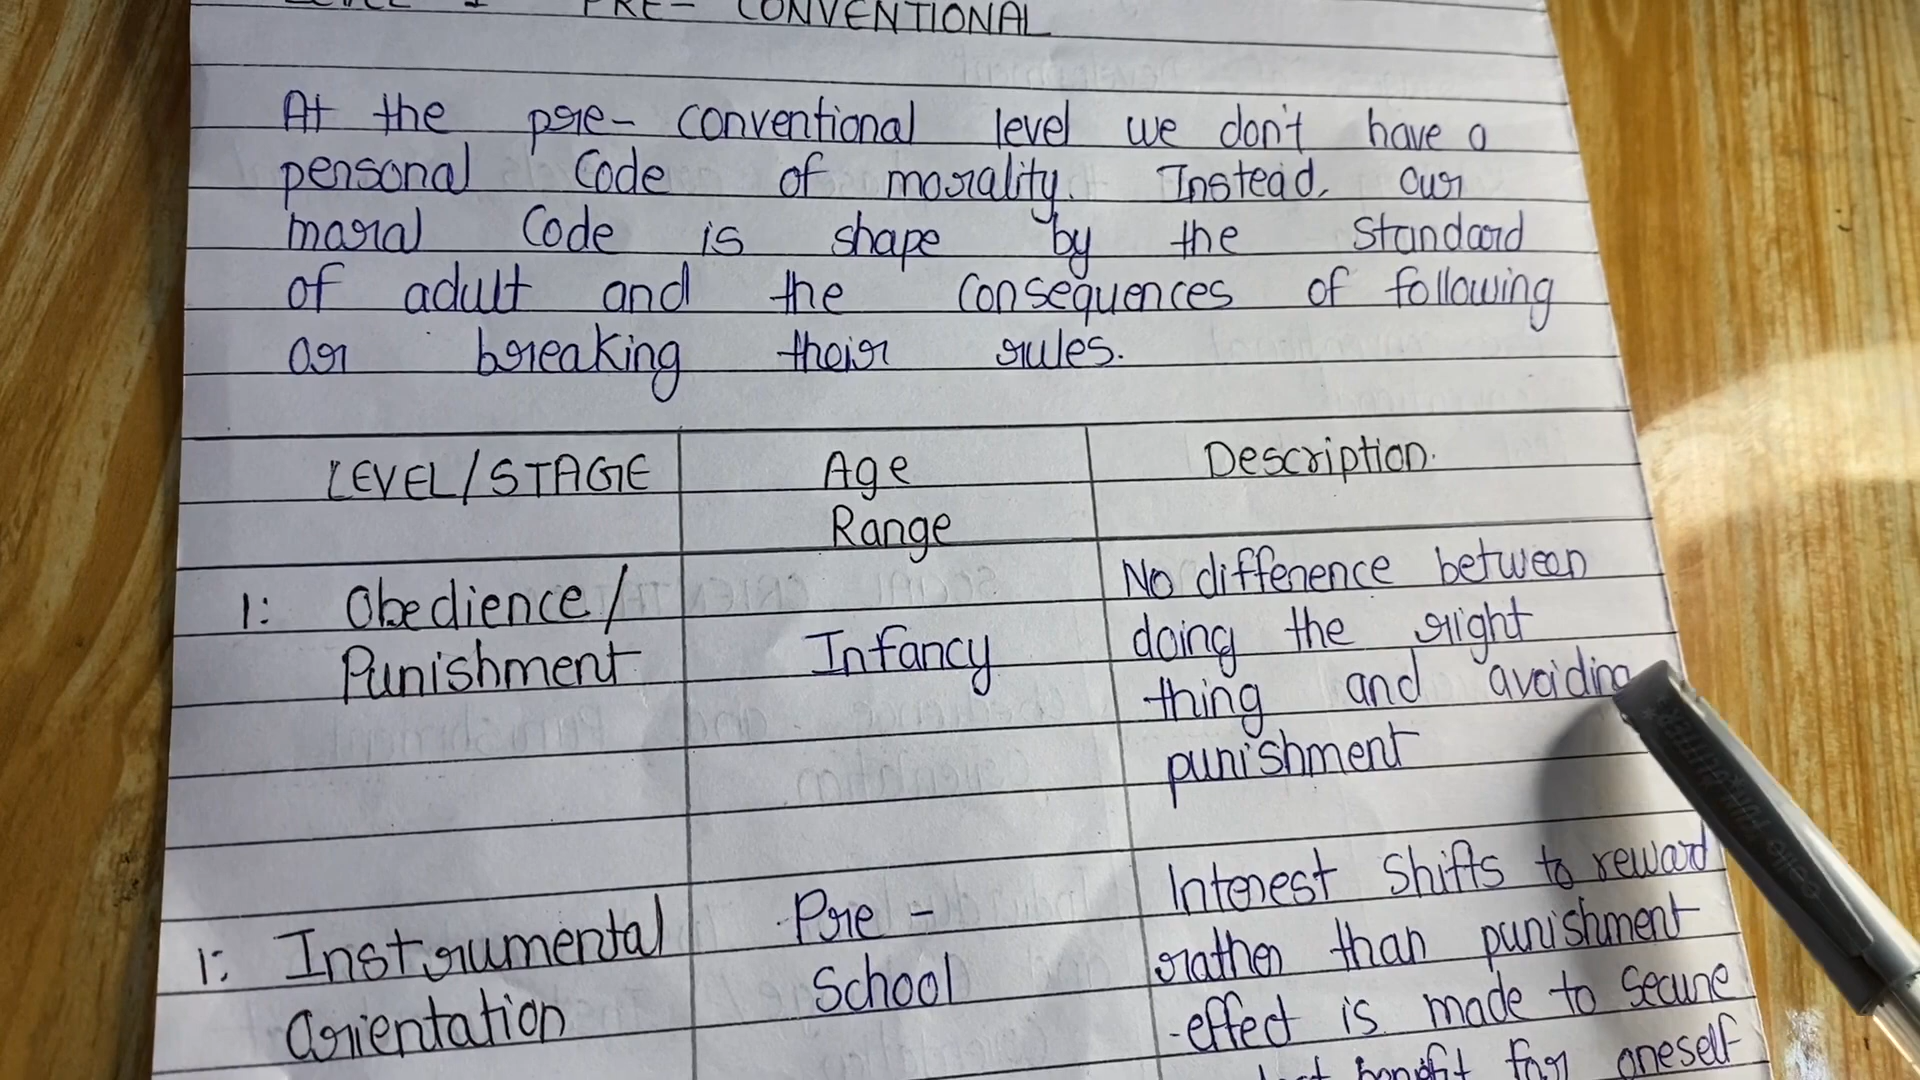 PRE- CONVENTIONAL
At the pre- conventional level we don't have a
personal Code of morality. Instead, our
moral Code is shape by the standard
of adult and the consequences of following
or breaking their rules.
LEVEL/STAGE
Age
Range
Description.
1: Obedience/
Punishment
Infancy
No difference between
doing the right
thing and avoiding
punishment
1: Instrumental
orientation
Pre -
School
Interest shifts to reward
rather than punishment
-effect is made to secure
benefit for oneself